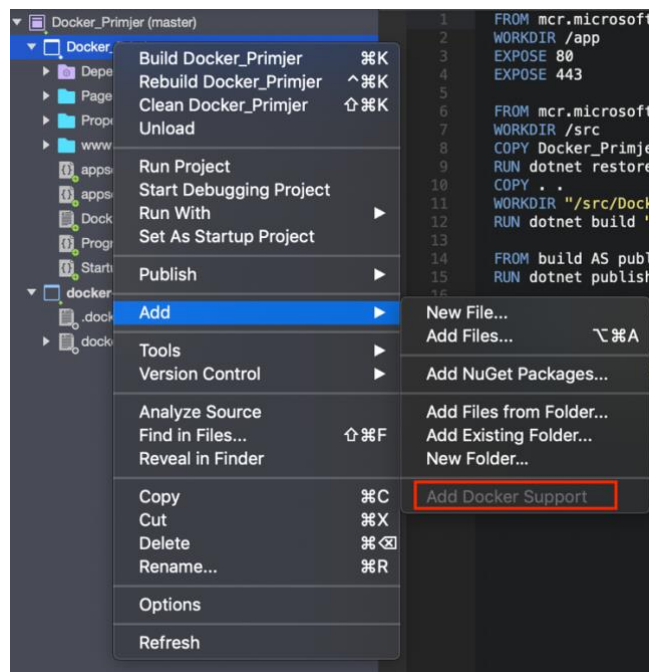 Docker_Primjer (master)
Docker_
Depe
Page
Prope
www
apps
apps
Dock
Progr
Startu
docker
.dock
docke
Build Docker_Primjer ⌘K
Rebuild Docker_Primjer ^⌘K
Clean Docker_Primjer ⇧⌘K
Unload
Run Project
Start Debugging Project
Run With
Set As Startup Project
Publish
Add
Tools
Version Control
Analyze Source
Find in Files... ⇧⌘F
Reveal in Finder
Copy ⌘C
Cut ⌘X
Delete ⌘⌫
Rename... ⌘R
Options
Refresh
New File...
Add Files... ⌥⌘A
Add NuGet Packages...
Add Files from Folder...
Add Existing Folder...
New Folder...
Add Docker Support
1 FROM mcr.microsoft
2 WORKDIR /app
3 EXPOSE 80
4 EXPOSE 443
5
6 FROM mcr.microsoft
7 WORKDIR /src
8 COPY Docker_Primje
9 RUN dotnet restore
10 COPY . .
11 WORKDIR "/src/Dock
12 RUN dotnet build "
13
14 FROM build AS publ
15 RUN dotnet publish